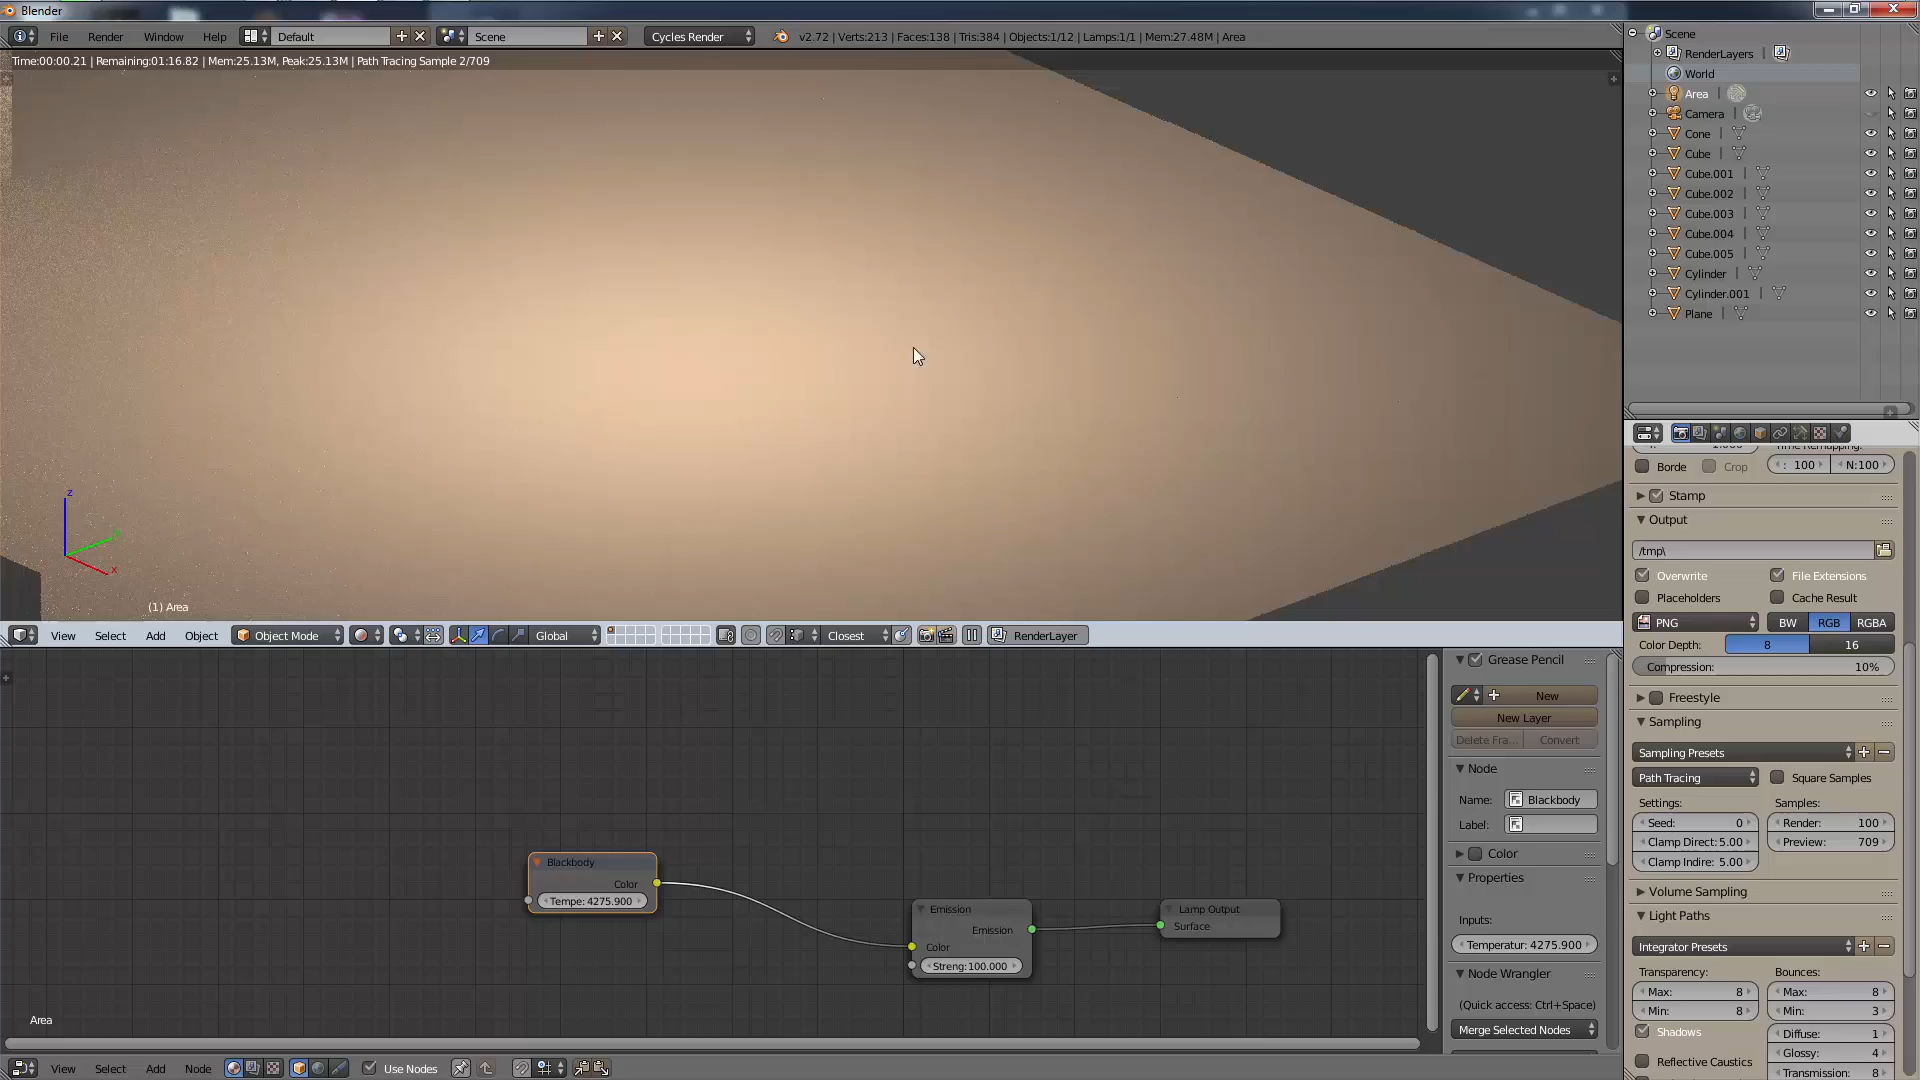 Blender
File Render Window Help Default Scene Cycles Render v2.72 | Verts:213 | Faces:138 | Tris:384 | Objects:1/12 | Lamps:1/1 | Mem:27.48M | Area
Time:00:00.21 | Remaining:01:16.82 | Mem:25.13M, Peak:25.13M | Path Tracing Sample 2/709
z
y
x
(1) Area
View Select Add Object Object Mode Global Closest RenderLayer
Blackbody
Color
Tempe: 4275.900
Emission
Emission
Color
Streng:100.000
Lamp Output
Surface
Area
View Select Add Node Use Nodes
Grease Pencil
New
New Layer
Delete Fra... Convert
Node
Name: Blackbody
Label:
Color
Properties
Inputs:
Temperatur: 4275.900
Node Wrangler
(Quick access: Ctrl+Space)
Merge Selected Nodes
Scene
RenderLayers |
World
Area |
Camera |
Cone |
Cube |
Cube.001 |
Cube.002 |
Cube.003 |
Cube.004 |
Cube.005 |
Cylinder |
Cylinder.001 |
Plane |
Time Remapping:
Borde Crop : 100 N:100
Stamp
Output
/tmp\
Overwrite File Extensions
Placeholders Cache Result
PNG BW RGB RGBA
Color Depth: 8 16
Compression: 10%
Freestyle
Sampling
Sampling Presets
Path Tracing Square Samples
Settings: Samples:
Seed: 0 Render: 100
Clamp Direct: 5.00 Preview: 709
Clamp Indire: 5.00
Volume Sampling
Light Paths
Integrator Presets
Transparency: Bounces:
Max: 8 Max: 8
Min: 8 Min: 3
Shadows Diffuse: 1
Glossy: 4
Reflective Caustics
Transmission: 8